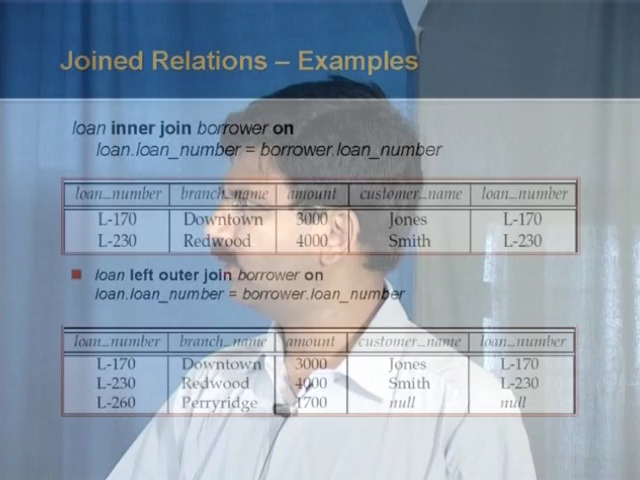 Joined Relations – Examples
loan inner join borrower on
loan.loan_number = borrower.loan_number
loan_number branch_name amount customer_name loan_number
L-170 Downtown 3000 Jones L-170
L-230 Redwood 4000 Smith L-230
loan left outer join borrower on
loan.loan_number = borrower.loan_number
loan_number branch_name amount customer_name loan_number
L-170 Downtown 3000 Jones L-170
L-230 Redwood 4000 Smith L-230
L-260 Perryridge 1700 null null